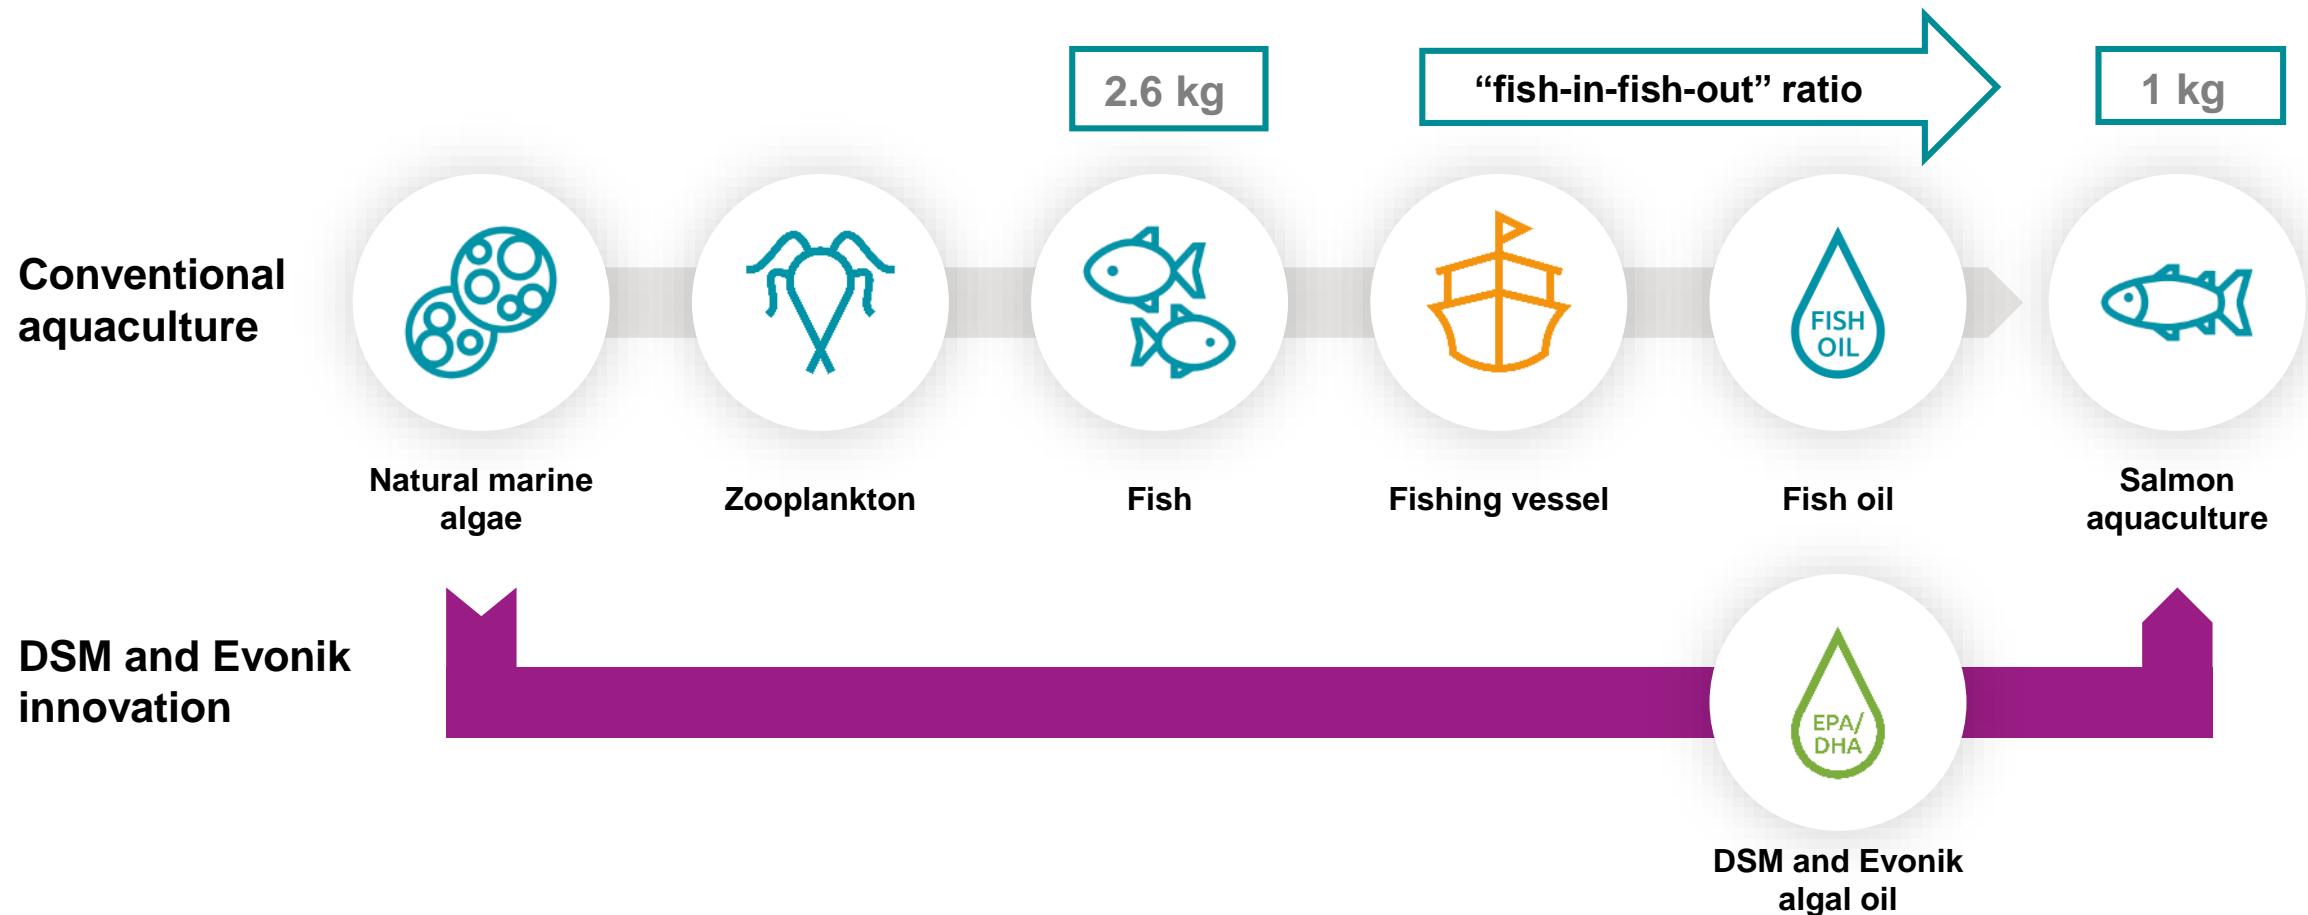 2.6 kg
“fish-in-fish-out” ratio
1 kg
Conventional
aquaculture
FISH
OIL
Natural marine
algae
Zooplankton
Fish
Fishing vessel
Fish oil
Salmon
aquaculture
DSM and Evonik
innovation
EPA/
DHA
DSM and Evonik
algal oil